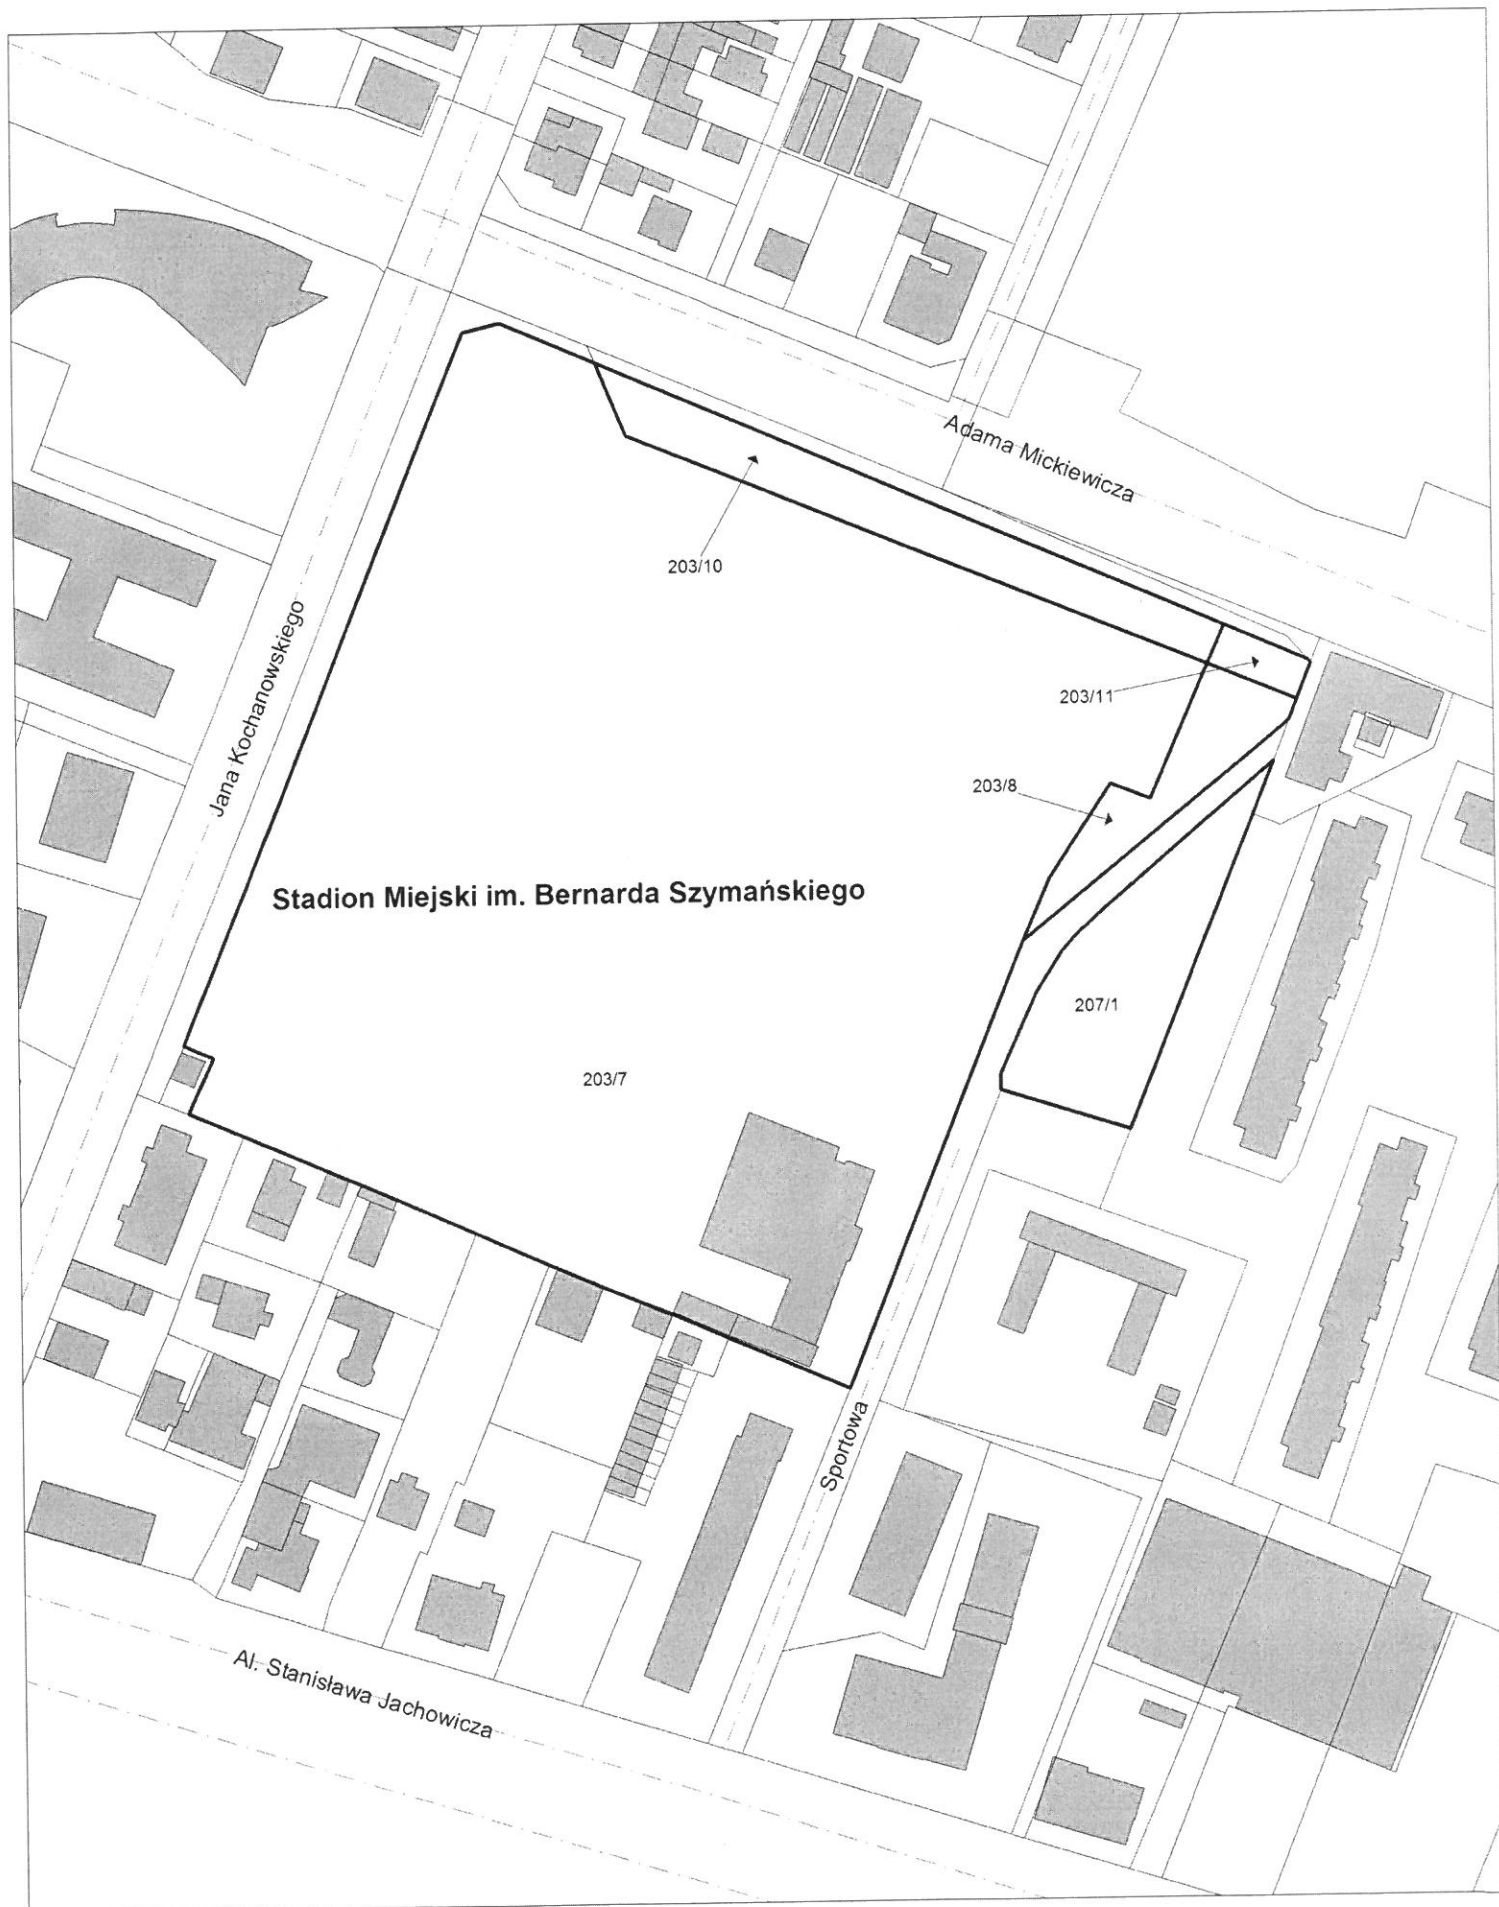 Adama Mickiewicza
203/10
Jana Kochanowskiego
203/11
203/8
Stadion Miejski im. Bernarda Szymańskiego
207/1
203/7
Sportowa
Al. Stanisława Jachowicza